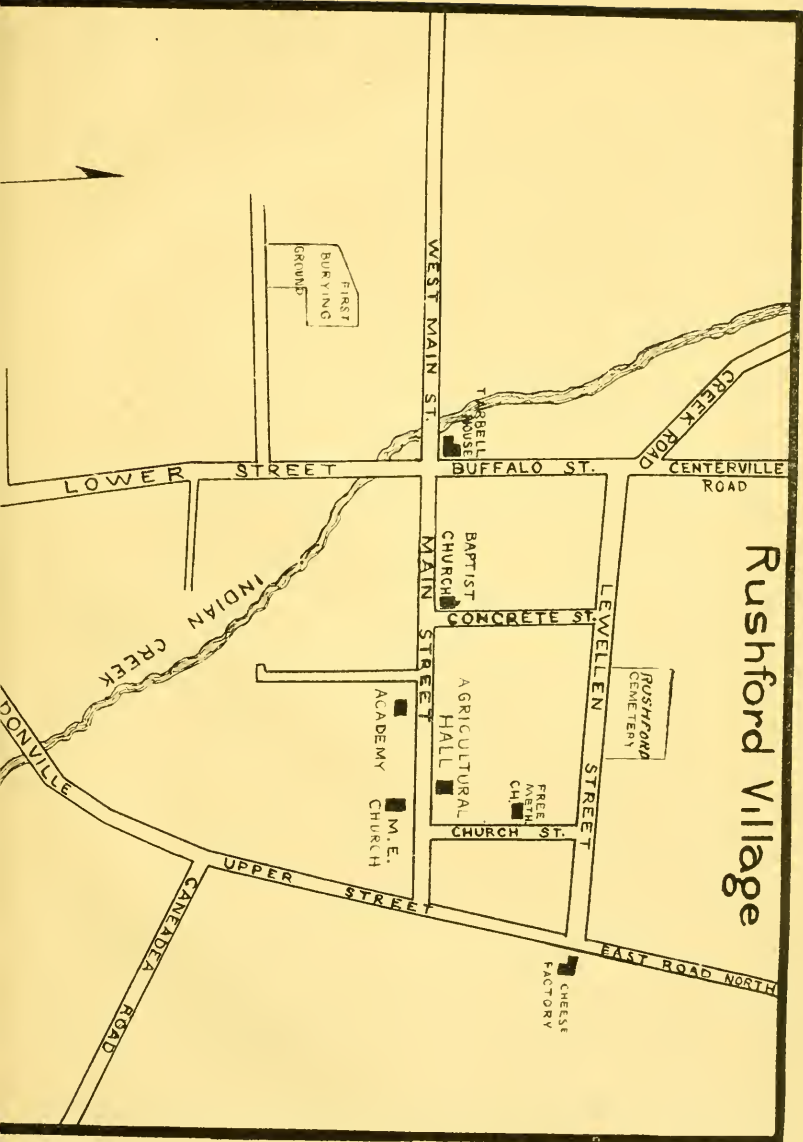 Rushford Village
WEST MAIN ST.
FIRST
BURYING
GROUND
TARBELL
HOUSE
CREEK ROAD
CENTERVILLE
ROAD
BUFFALO ST.
LOWER STREET
INDIAN CREEK
MAIN STREET
BAPTIST
CHURCH
CONCRETE ST.
LEWELLEN STREET
RUSHFORD
CEMETERY
AGRICULTURAL
HALL
ACADEMY
M.E.
CHURCH
FREE
METH.
CH.
CHURCH ST.
UPPER STREET
EAST ROAD NORTH
CHEESE
FACTORY
CANEADEA ROAD
DONVILLE